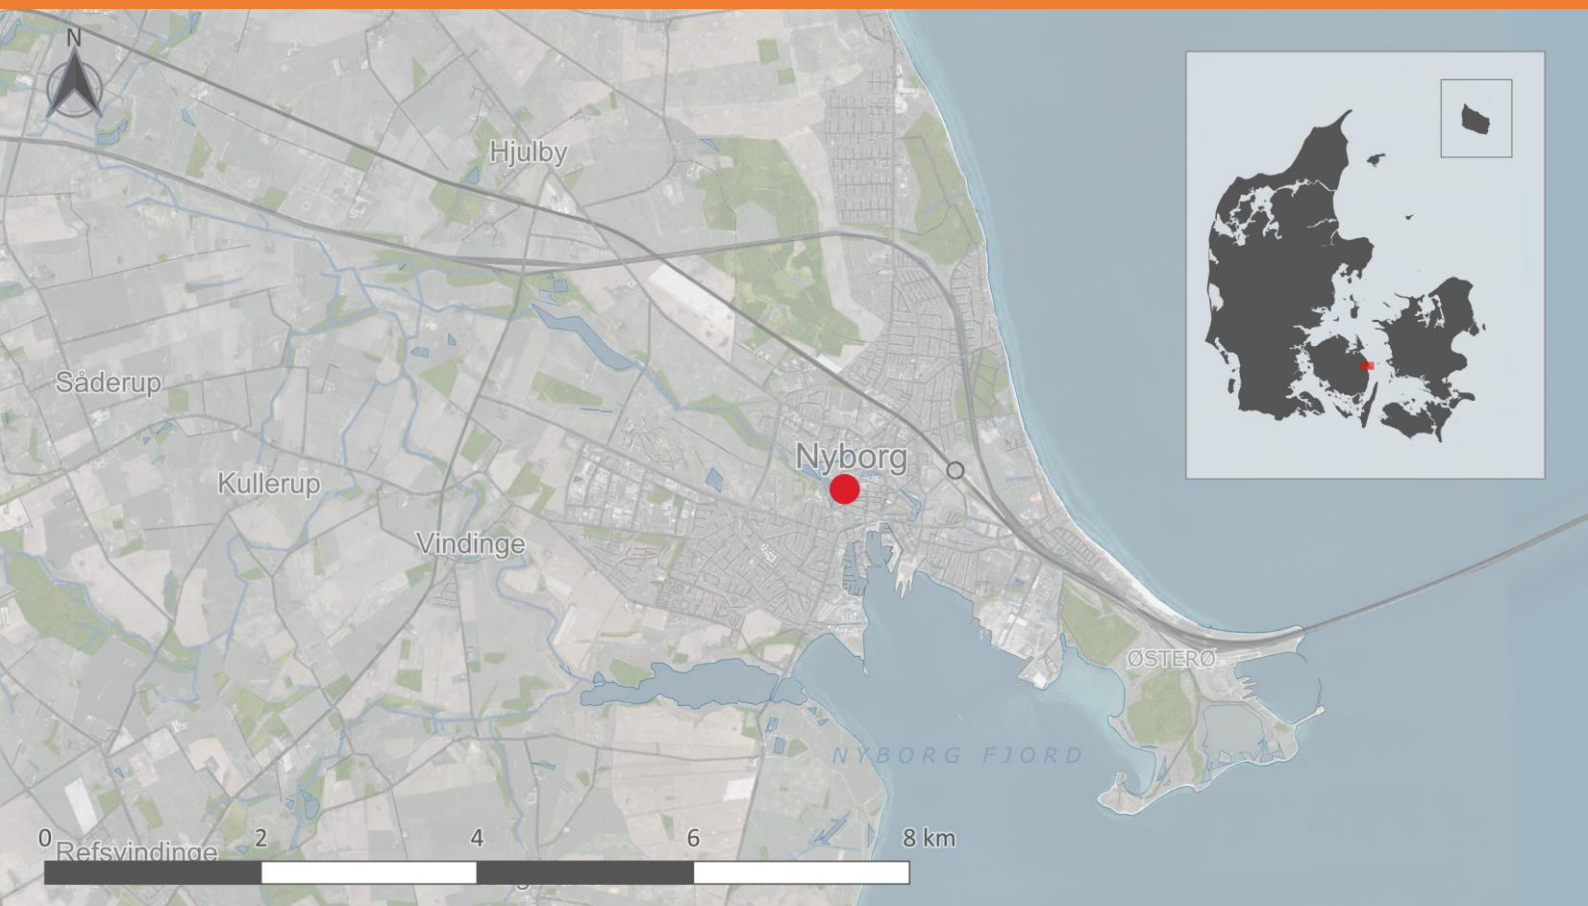 N
Hjulby
Såderup
Nyborg
Kullerup
Vindinge
ØSTERØ
NYBORG FJORD
0 2 4 6 8 km
Refsvindinge